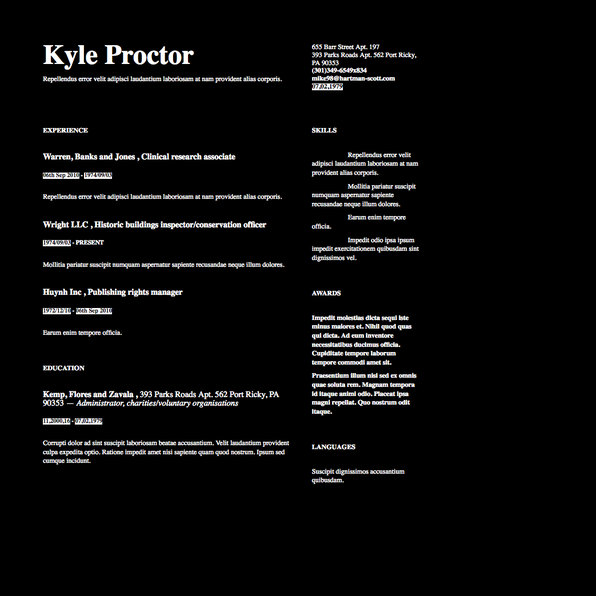 Kyle Proctor
Repellendus error velit adipisci laudantium laboriosam at nam provident alias corporis.
655 Barr Street Apt. 197
393 Parks Roads Apt. 562 Port Ricky,
PA 90353
(301)349-6549x834
mike98@hartman-scott.com
07.02.1979
EXPERIENCE
Warren, Banks and Jones , Clinical research associate
06th Sep 2010 - 1974/09/03
Repellendus error velit adipisci laudantium laboriosam at nam provident alias corporis.
Wright LLC , Historic buildings inspector/conservation officer
1974/09/03 - PRESENT
Mollitia pariatur suscipit numquam aspernatur sapiente recusandae neque illum dolores.
Huynh Inc , Publishing rights manager
1972/12/10 - 06th Sep 2010
Earum enim tempore officia.
EDUCATION
Kemp, Flores and Zavala , 393 Parks Roads Apt. 562 Port Ricky, PA
90353 — Administrator, charities/voluntary organisations
- 07.02.1979
Corrupti dolor ad sint suscipit laboriosam beatae accusantium. Velit laudantium provident
culpa expedita optio. Ratione impedit amet nisi sapiente quam quod nostrum. Ipsum sed
cumque incidunt.
SKILLS
Repellendus error velit
adipisci laudantium laboriosam at nam
provident alias corporis.
Mollitia pariatur suscipit
numquam aspernatur sapiente
recusandae neque illum dolores.
Earum enim tempore
officia.
Impedit odio ipsa ipsum
impedit exercitationem quibusdam sint
dignissimos vel.
AWARDS
Impedit molestias dicta sequi iste
minus maiores et. Nihil quod quas
qui dicta. Ad eum inventore
necessitatibus ducimus officia.
Cupiditate tempore laborum
tempore commodi amet sit.
Praesentium illum nisi sed ex omnis
quae soluta rem. Magnam tempora
id itaque animi odio. Placeat ipsa
magni repellat. Quo nostrum odit
itaque.
LANGUAGES
Suscipit dignissimos accusantium
quibusdam.